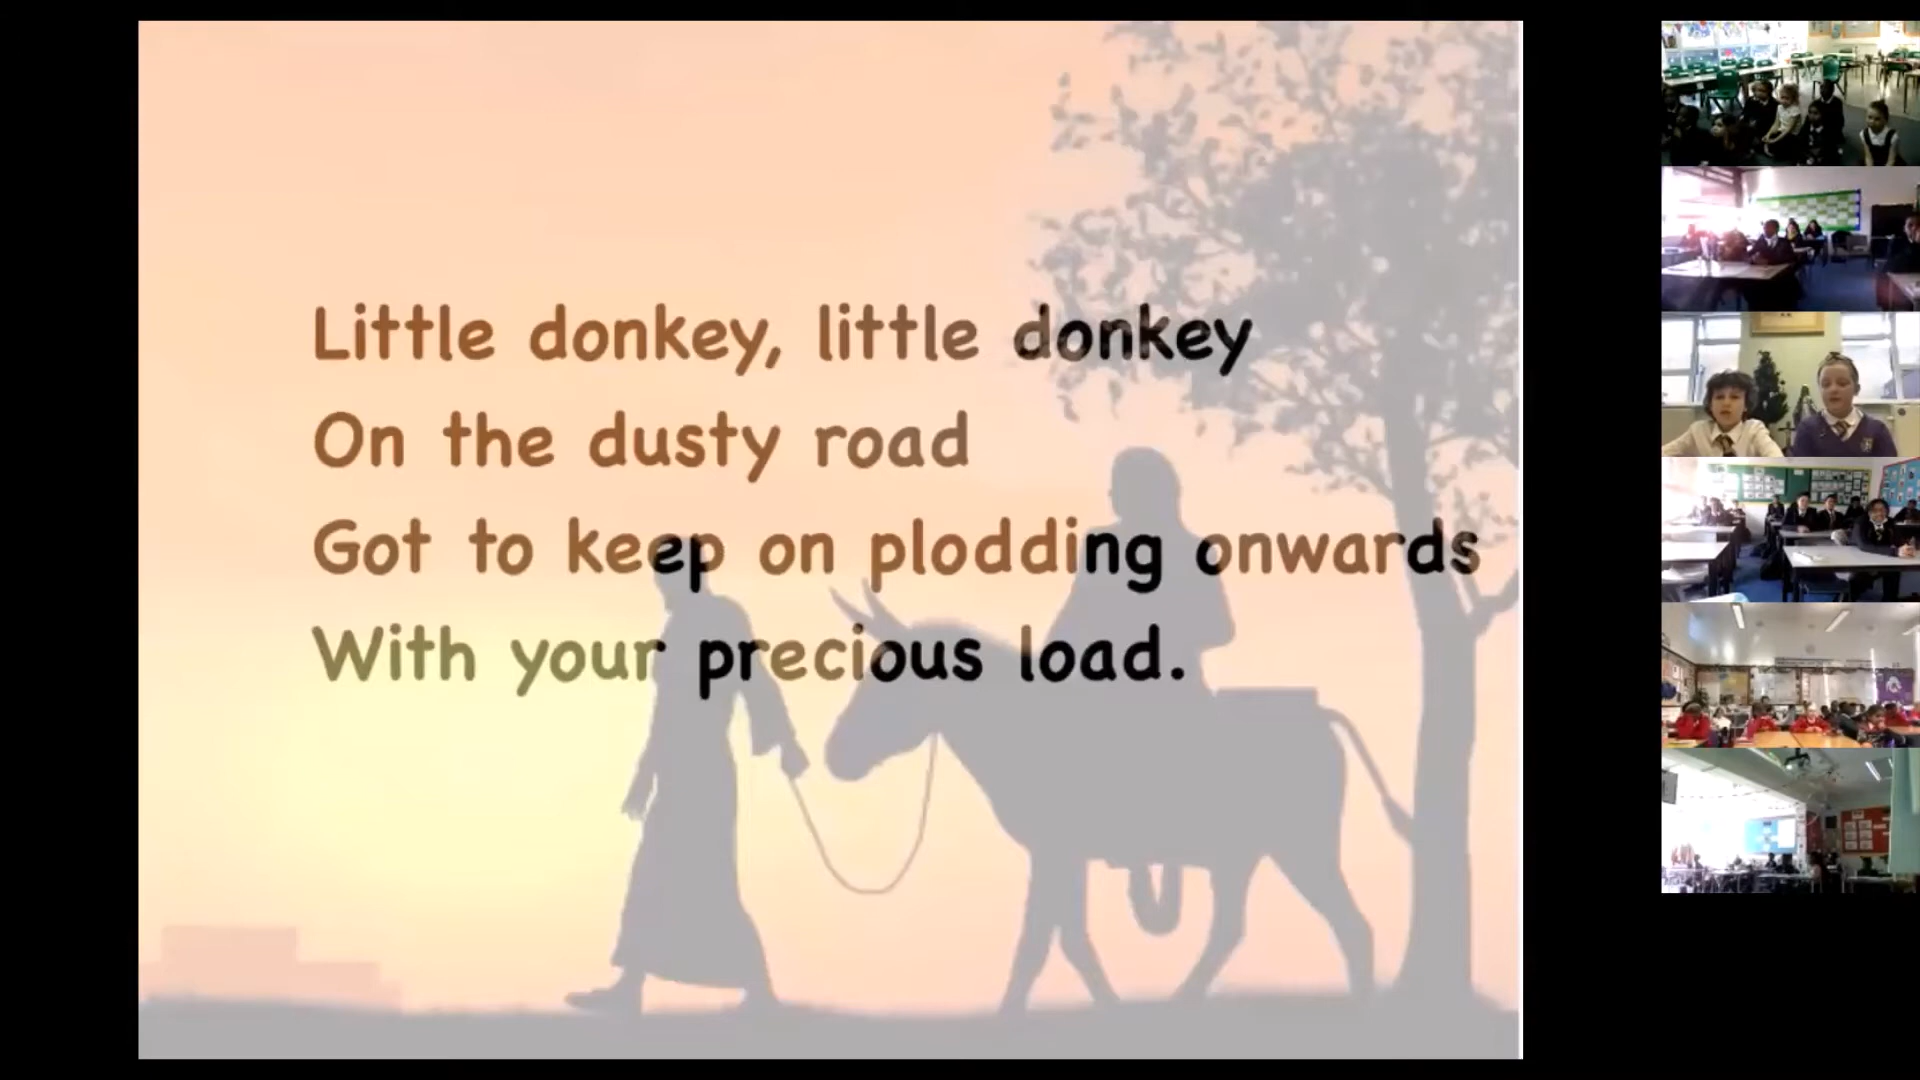 Little donkey, little donkey
On the dusty road
Got to keep on plodding onwards
With your precious load.